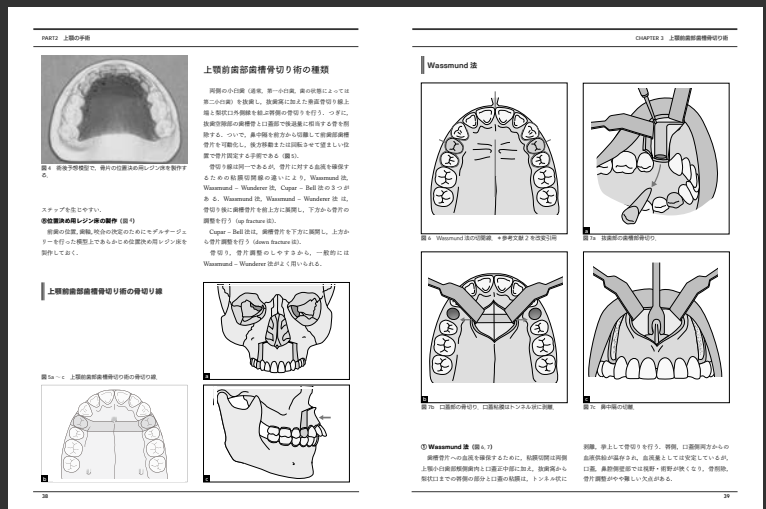 PART2　上顎の手術
図4　術後予想模型で，骨片の位置決め用レジン床を製作する．
ステップを生じやすい．
③位置決め用レジン床の製作（図4）
前歯の位置，歯軸，咬合の決定のためにモデルサージェ
リーを行った模型上であらかじめ位置決め用レジン床を
製作しておく．
上顎前歯部歯槽骨切り術の骨切り線
図5a〜c　上顎前歯部歯槽骨切り術の骨切り線．
b
38
上顎前歯部歯槽骨切り術の種類
両側の小臼歯（通常，第一小臼歯，歯の状態によっては
第二小臼歯）を抜歯し，抜歯窩に加えた垂直骨切り線上
端と梨状口外側縁を結ぶ帯側の骨切りを行う．つぎに，
抜歯空隙部の歯槽骨と口蓋部で後退量に相当する骨を削
除する．ついで，鼻中隔を前方から切離して前歯部歯槽
骨片を可動化し，後方移動または回転させて望ましい位
置で骨片固定する手術である（図5）．
骨切り線は同一であるが，骨片に対する血流を確保す
るための粘膜切開線の違いにより，Wassmund 法，
Wassmund – Wunderer 法，Cupar – Bell 法の3つが
ある．Wassmund 法，Wassmund – Wunderer 法は，
骨切り後に歯槽骨片を前上方に展開し，下方から骨片の
調整を行う（up fracture 法）．
Cupar – Bell 法は，歯槽骨片を下方に展開し，上方か
ら骨片調整を行う（down fracture 法）．
骨切り，骨片調整のしやすさから，一般的には
Wassmund – Wunderer 法がよく用いられる．
a
c
CHAPTER 3　上顎前歯部歯槽骨切り術
Wassmund 法
図6　Wassmund 法の切開線．＊参考文献2を改変引用
a
図7a　抜歯部の歯槽部骨切り．
b
図7b　口蓋部の骨切り．口蓋粘膜はトンネル状に剥離．
c
図7c　鼻中隔の切離．
① Wassmund 法（図6，7）
歯槽骨片への血流を確保するために，粘膜切開は両側
上顎小臼歯部頬側歯肉と口蓋正中部に加え，抜歯窩から
梨状口までの帯側の部分と口蓋の粘膜は，トンネル状に
剥離，挙上して骨切りを行う．帯側，口蓋側両方からの
血液供給が温存され，血流量としては安定しているが，
口蓋，鼻腔側壁部では視野・術野が狭くなり，骨削除，
骨片調整がやや難しい欠点がある．
39